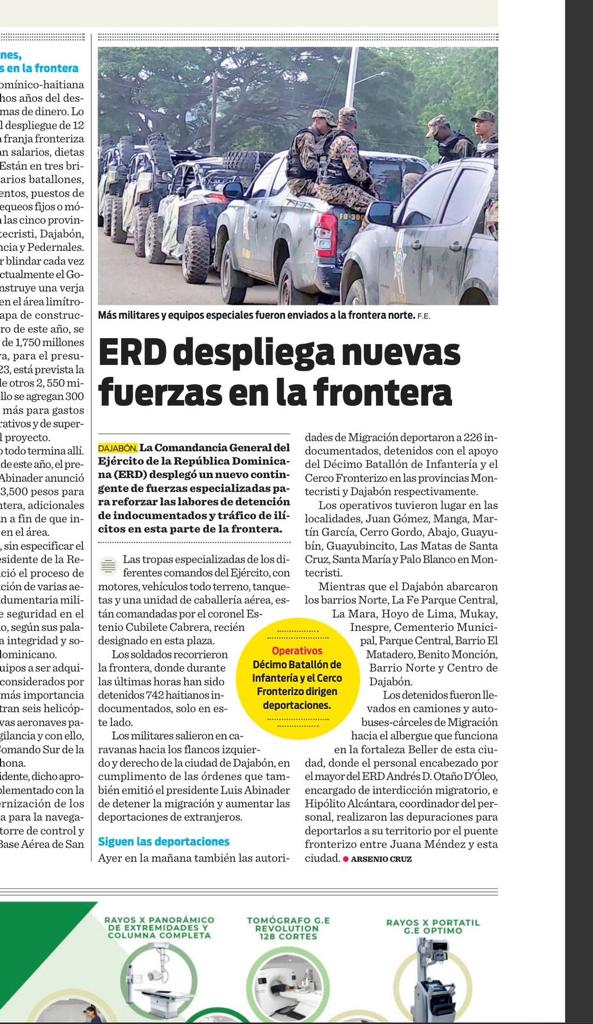 nes,
s en la frontera
omínico-haitiana
hos años del des-
mas de dinero. Lo
l despliegue de 12
a franja fronteriza
an salarios, dietas
Están en tres bri-
arios batallones,
entos, puestos de
equeos fijos o mó-
n las cinco provin-
tecristi, Dajabón,
ncia y Pedernales.
r blindar cada vez
ctualmente el Go-
nstruye una verja
en el área limítro-
apa de construc-
ro de este año, se
de 1,750 millones
va, para el presu-
23, está prevista la
de otros 2, 550 mi-
llo se agregan 300
más para gastos
rativos y de super-
l proyecto.
o todo termina allí.
de este año, el pre-
Abinader anunció
3,500 pesos para
ntera, adicionales
n a fin de que in-
en el área.
, sin especificar el
esidente de la Re-
ció el proceso de
ción de varias ae-
dumentaria mili-
e seguridad en el
o, según sus pala-
a integridad y so-
dominicano.
uipos a ser adqui-
considerados por
más importancia
tran seis helicóp-
vas aeronaves pa-
gilancia y con ello,
Comando Sur de la
hona.
idente, dicho apro-
plementado con la
ernización de los
a para la navega-
torre de control y
Base Aérea de San
Más militares y equipos especiales fueron enviados a la frontera norte. F.E.
ERD despliega nuevas
fuerzas en la frontera
DAJABÓN. La Comandancia General del
Ejército de la República Dominica-
na (ERD) desplegó un nuevo contin-
gente de fuerzas especializadas pa-
ra reforzar las labores de detención
de indocumentados y tráfico de ilí-
citos en esta parte de la frontera.
Las tropas especializadas de los di-
ferentes comandos del Ejército, con
motores, vehículos todo terreno, tanque-
tas y una unidad de caballería aérea, es-
tán comandadas por el coronel Es-
tenio Cubilete Cabrera, recién
designado en esta plaza.
Los soldados recorrieron
la frontera, donde durante
las últimas horas han sido
detenidos 742 haitianos in-
documentados, solo en es-
te lado.
Los militares salieron en ca-
ravanas hacia los flancos izquier-
do y derecho de la ciudad de Dajabón, en
cumplimento de las órdenes que tam-
bién emitió el presidente Luis Abinader
de detener la migración y aumentar las
deportaciones de extranjeros.
Siguen las deportaciones
Ayer en la mañana también las autori-
Operativos
Décimo Batallón de
Infantería y el Cerco
Fronterizo dirigen
deportaciones.
dades de Migración deportaron a 226 in-
documentados, detenidos con el apoyo
del Décimo Batallón de Infantería y el
Cerco Fronterizo en las provincias Mon-
tecristi y Dajabón respectivamente.
Los operativos tuvieron lugar en las
localidades, Juan Gómez, Manga, Mar-
tín García, Cerro Gordo, Abajo, Guayu-
bín, Guayubincito, Las Matas de Santa
Cruz, Santa María y Palo Blanco en Mon-
tecristi.
Mientras que el Dajabón abarcaron
los barrios Norte, La Fe Parque Central,
La Mara, Hoyo de Lima, Mukay,
Inespre, Cementerio Munici-
pal, Parque Central, Barrio El
Matadero, Benito Monción,
Barrio Norte y Centro de
Dajabón.
Los detenidos fueron lle-
vados en camiones y auto-
buses-cárceles de Migración
hacia el albergue que funciona
en la fortaleza Beller de esta ciu-
dad, donde el personal encabezado por
el mayor del ERD Andrés D. Otaño D'Óleo,
encargado de interdicción migratorio, e
Hipólito Alcántara, coordinador del per-
sonal, realizaron las depuraciones para
deportarlos a su territorio por el puente
fronterizo entre Juana Méndez y esta
ciudad. ● ARSENIO CRUZ
RAYOS X PANORÁMICO
DE EXTREMIDADES Y
COLUMNA COMPLETA
TOMÓGRAFO G.E
REVOLUTION
128 CORTES
RAYOS X PORTATIL
G.E OPTIMO